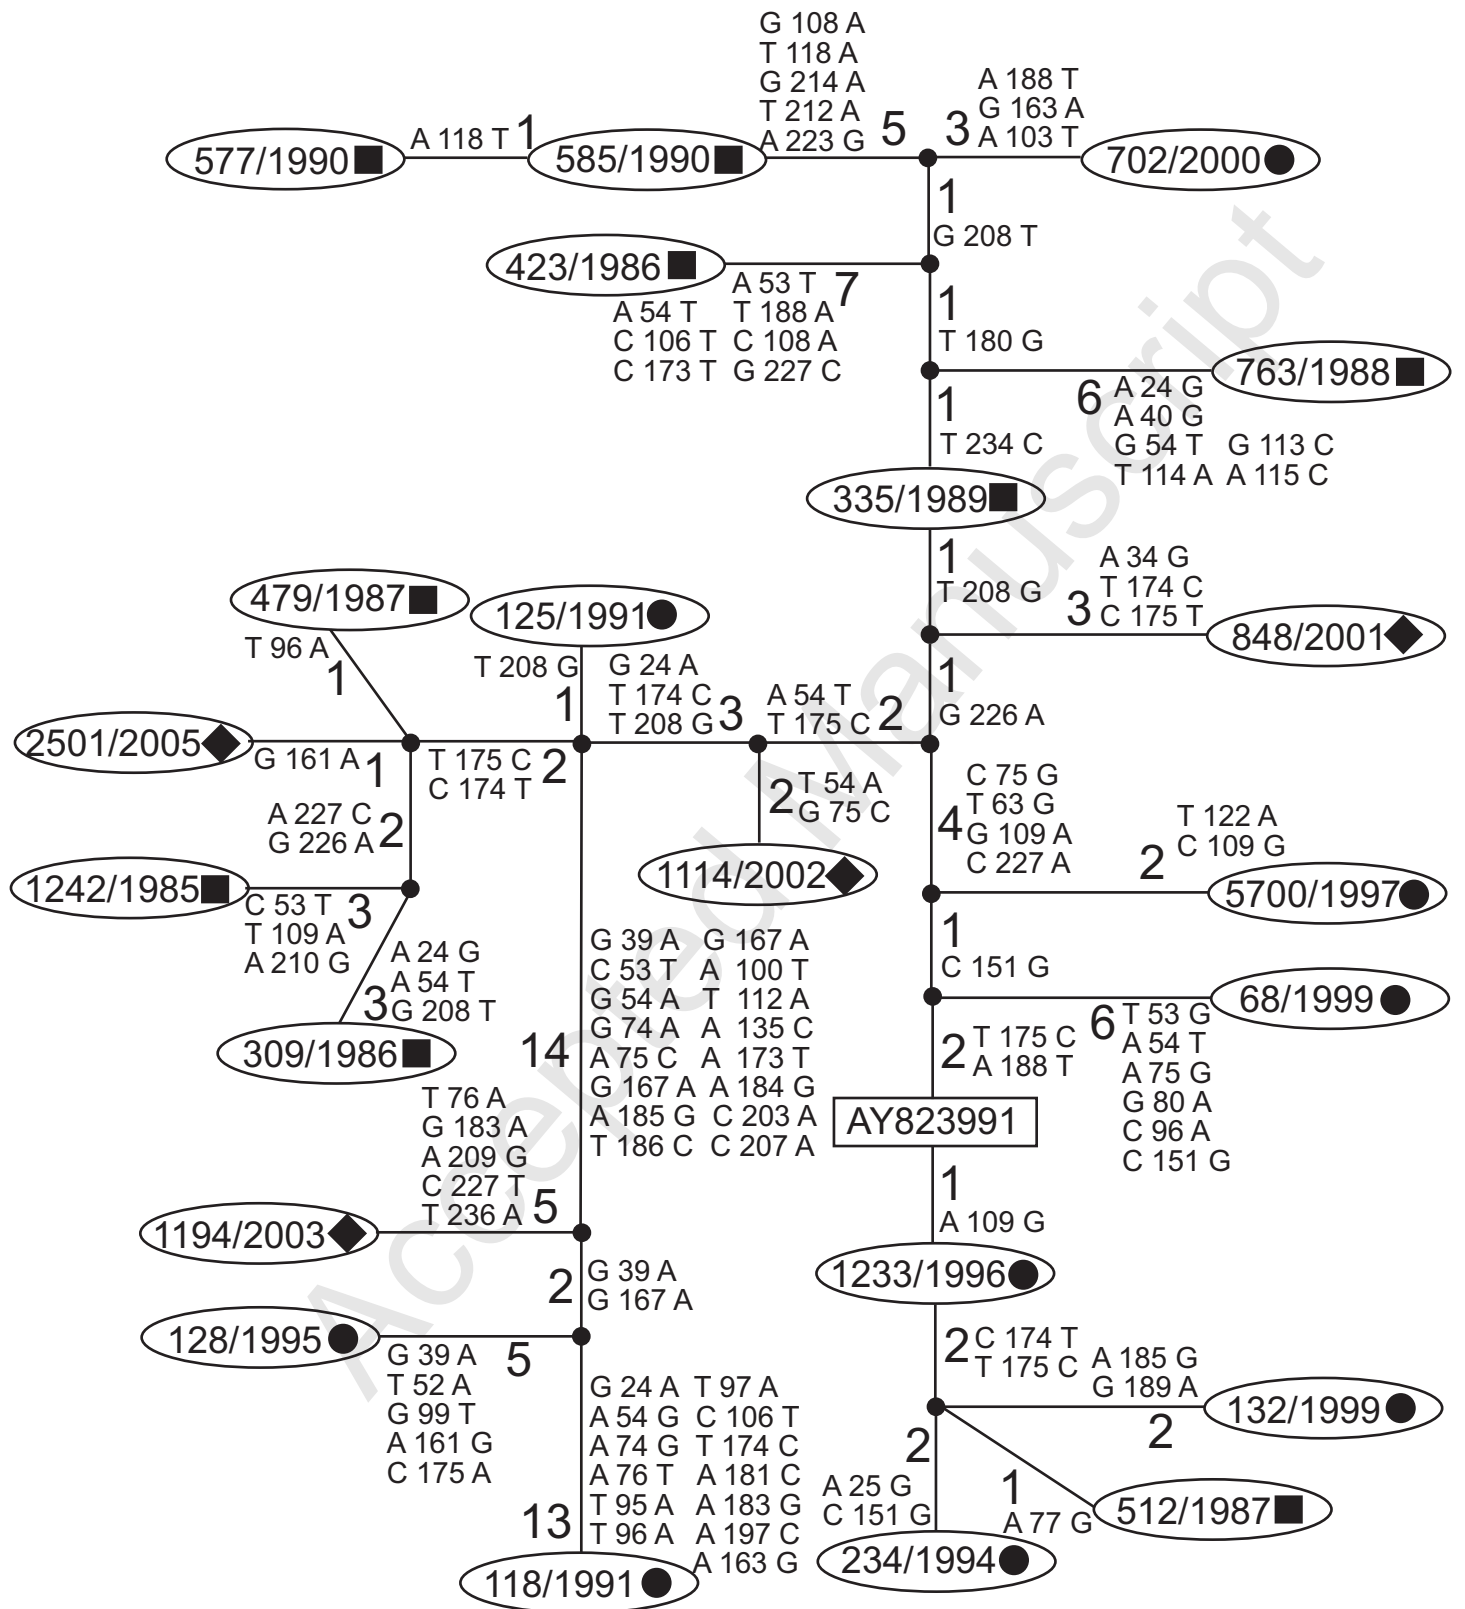 G 108 A
T 118 A
G 214 A
T 212 A
A 223 G
5
3
A 188 T
G 163 A
A 103 T
577/1990
A 118 T
1
585/1990
702/2000
1
G 208 T
423/1986
A 53 T
7
A 54 T T 188 A
C 106 T C 108 A
C 173 T G 227 C
1
T 180 G
763/1988
6
A 24 G
A 40 G
G 54 T G 113 C
T 114 A A 115 C
1
T 234 C
335/1989
1
T 208 G
3
A 34 G
T 174 C
C 175 T
848/2001
479/1987
T 96 A
1
125/1991
T 208 G
1
G 24 A
T 174 C
T 208 G
3
A 54 T
T 175 C
2
1
G 226 A
2501/2005
G 161 A
1
T 175 C
C 174 T
2
2
T 54 A
G 75 C
1114/2002
A 227 C
G 226 A
2
C 75 G
T 63 G
G 109 A
C 227 A
4
T 122 A
C 109 G
2
5700/1997
1242/1985
C 53 T
T 109 A
A 210 G
3
A 24 G
A 54 T
G 208 T
3
309/1986
1
C 151 G
68/1999
6
T 53 G
A 54 T
A 75 G
G 80 A
C 96 A
C 151 G
14
G 39 A G 167 A
C 53 T A 100 T
G 54 A T 112 A
G 74 A A 135 C
A 75 C A 173 T
G 167 A A 184 G
A 185 G C 203 A
T 186 C C 207 A
2
T 175 C
A 188 T
AY823991
T 76 A
G 183 A
A 209 G
C 227 T
T 236 A
5
1194/2003
1
A 109 G
1233/1996
2
G 39 A
G 167 A
128/1995
5
G 39 A
T 52 A
G 99 T
A 161 G
C 175 A
2
C 174 T
T 175 C
A 185 G
G 189 A
2
132/1999
13
G 24 A T 97 A
A 54 G C 106 T
A 74 G T 174 C
A 76 T A 181 C
T 95 A A 183 G
T 96 A A 197 C
A 163 G
118/1991
2
A 25 G
C 151 G
234/1994
1
A 77 G
512/1987
Accepted Manuscript